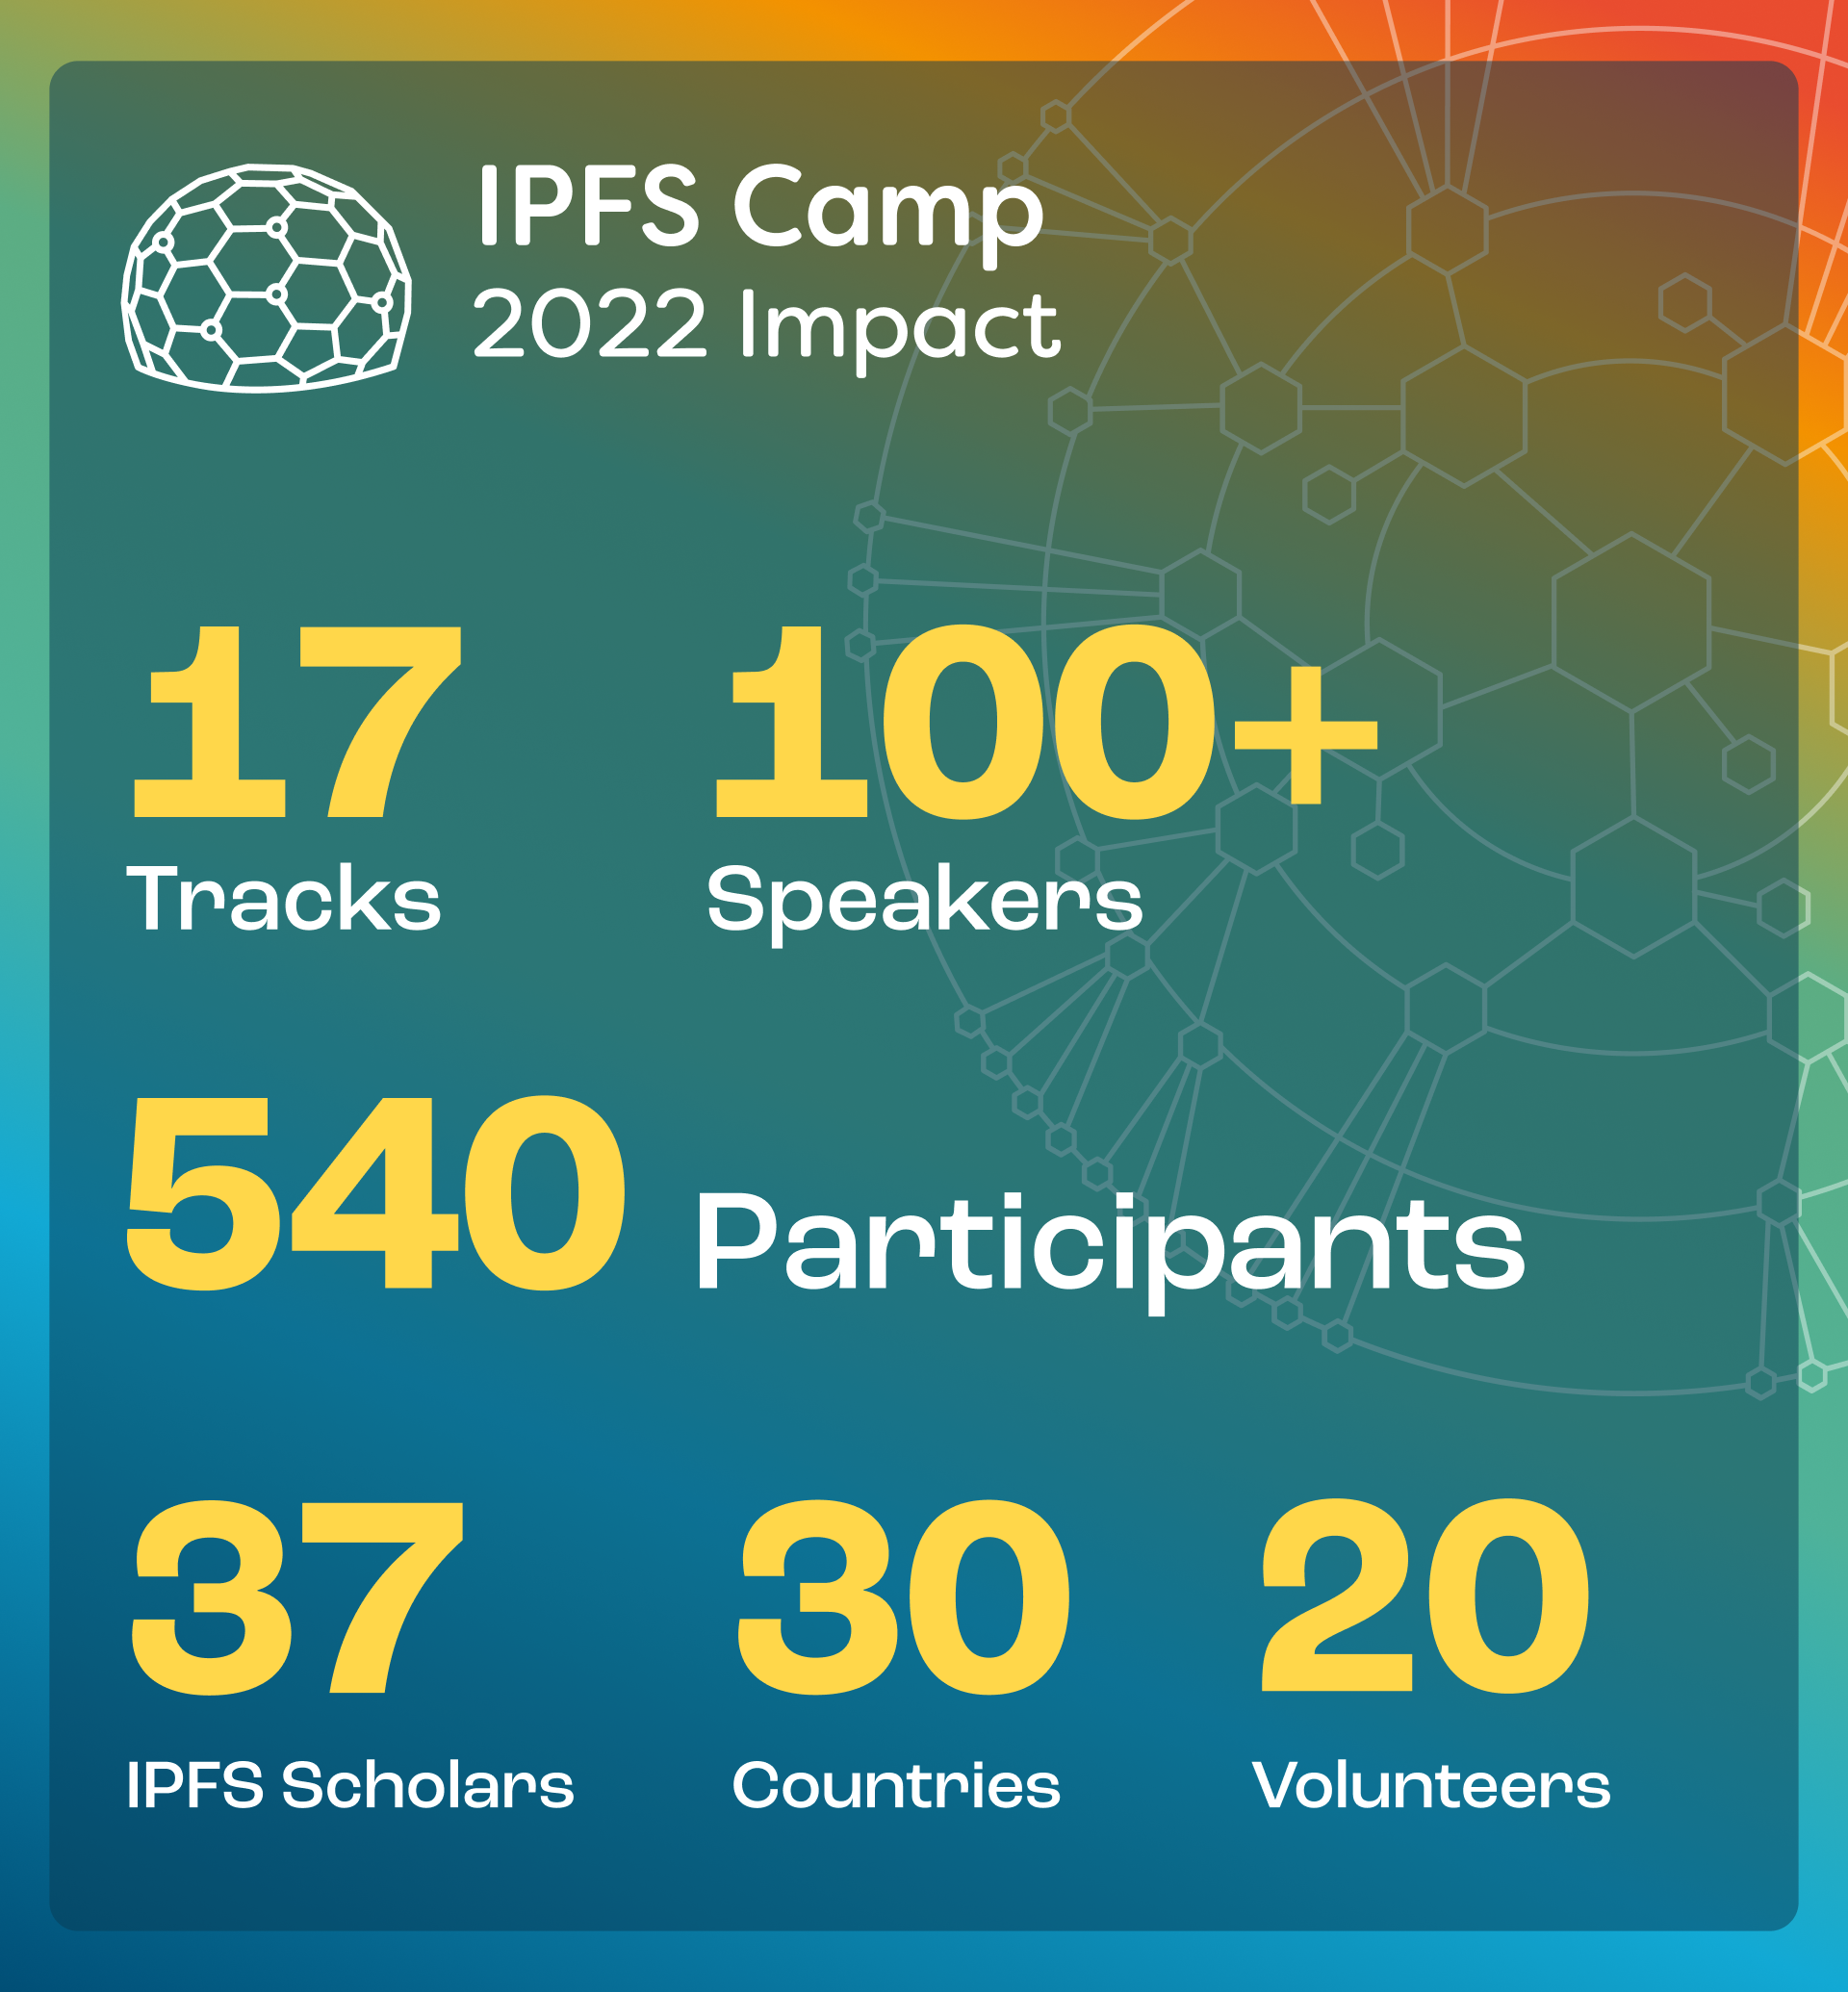 IPFS Camp
2022 Impact
17
Tracks
100+
Speakers
540 Participants
37
IPFS Scholars
30
Countries
20
Volunteers